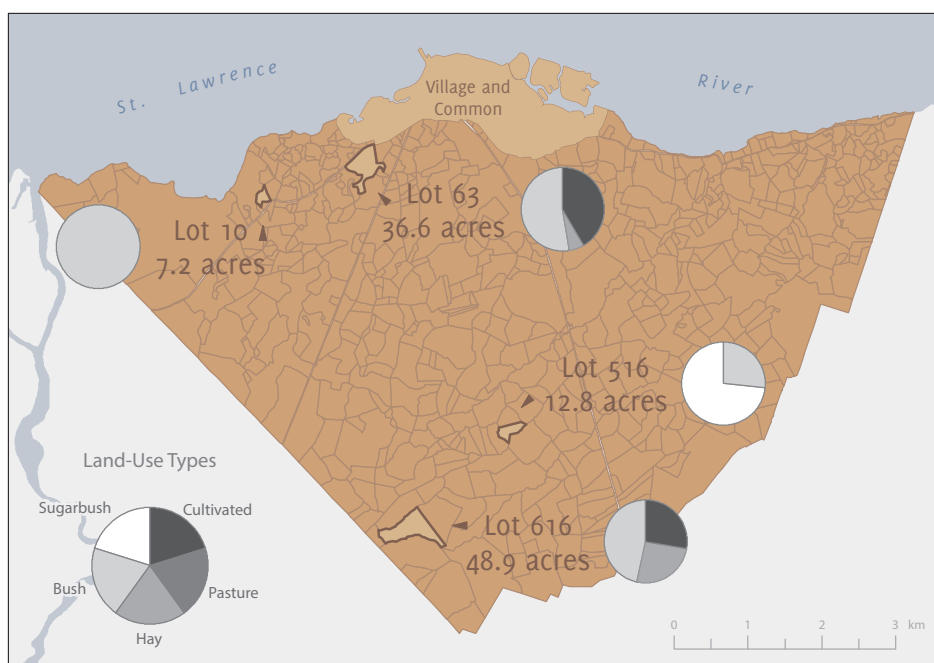 St. Lawrence
River
Village and
Common
Lot 63
36.6 acres
Lot 10
7.2 acres
Lot 516
12.8 acres
Lot 616
48.9 acres
Land-Use Types
Sugarbush
Cultivated
Bush
Pasture
Hay
0 1 2 3 km